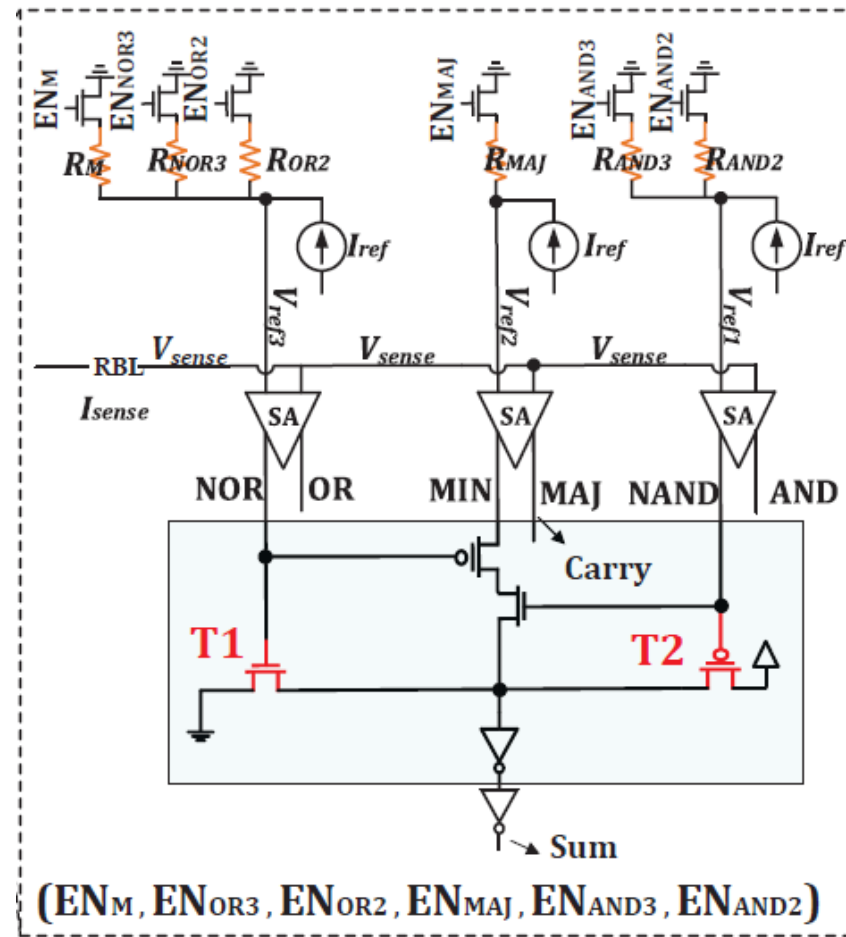 ENM ENNOR3 ENOR2 ENMAJ ENAND3 ENAND2
RM RNOR3 ROR2 RMAJ RAND3 RAND2
Iref Iref Iref
Vref3 Vref2 Vref1
RBL Vsense Vsense Vsense
Isense
SA SA SA
NOR OR MIN MAJ NAND AND
Carry
T1 T2
Sum
(ENM, ENOR3, ENOR2, ENMAJ, ENAND3, ENAND2)